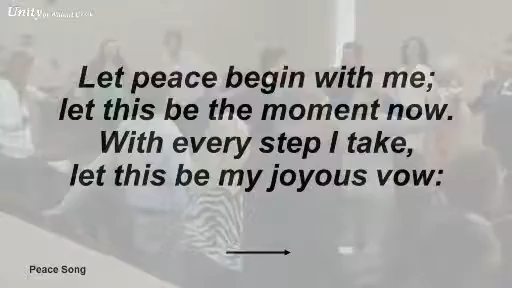 Unity
Let peace begin with me;
let this be the moment now.
With every step I take,
let this be my joyous vow:
Peace Song